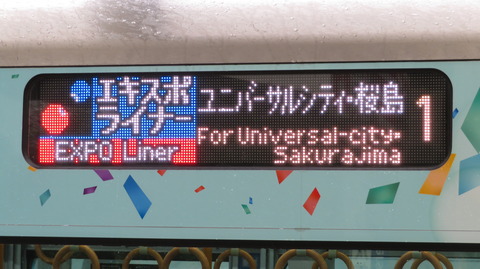 エキスポ
ライナー
EXPO Liner
ユニバーサルシティ・桜島
For Universal-city・
Sakurajima
1